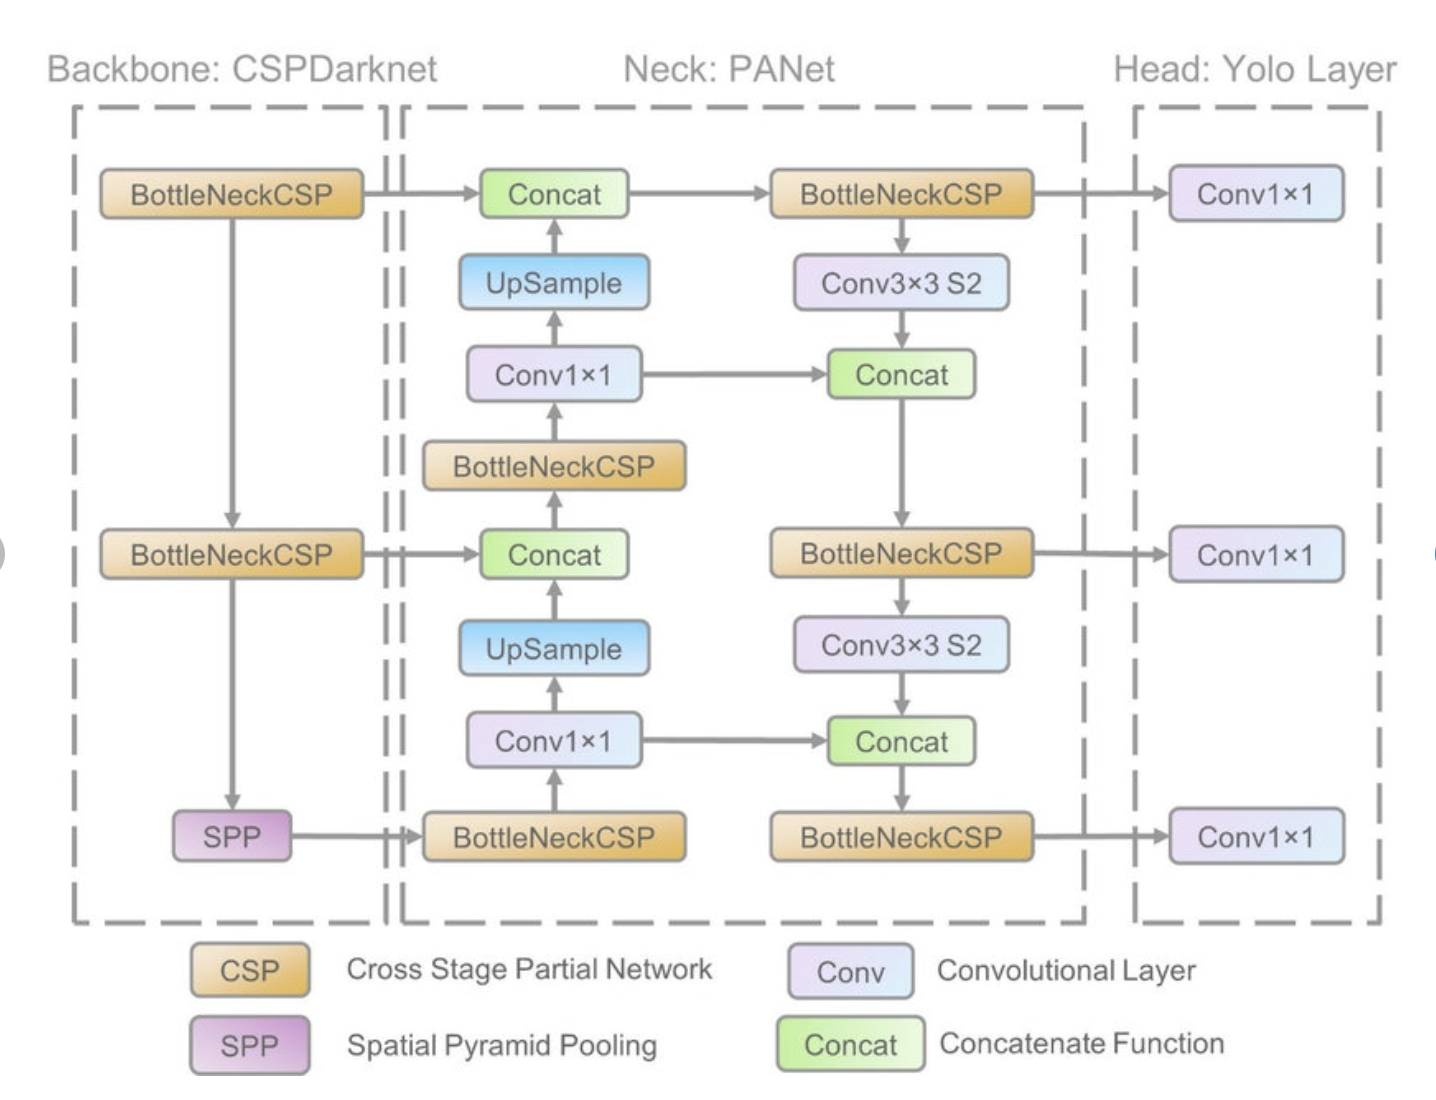 Backbone: CSPDarknet
Neck: PANet
Head: Yolo Layer
BottleNeckCSP
Concat
BottleNeckCSP
Conv1×1
UpSample
Conv3×3 S2
Conv1×1
Concat
BottleNeckCSP
BottleNeckCSP
Concat
BottleNeckCSP
Conv1×1
UpSample
Conv3×3 S2
Conv1×1
Concat
SPP
BottleNeckCSP
BottleNeckCSP
Conv1×1
CSP
Cross Stage Partial Network
Conv
Convolutional Layer
SPP
Spatial Pyramid Pooling
Concat
Concatenate Function